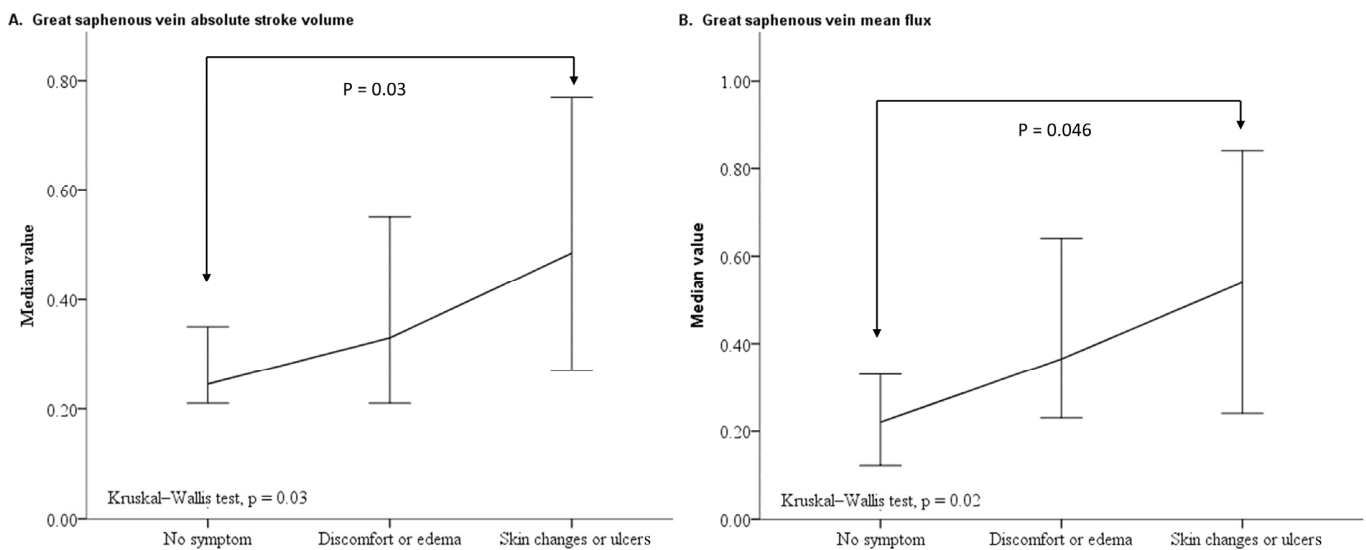 A. Great saphenous vein absolute stroke volume
P = 0.03
0.80
0.60
0.40
0.20
0.00
Median value
Kruskal–Wallis test, p = 0.03
No symptom
Discomfort or edema
Skin changes or ulcers
B. Great saphenous vein mean flux
P = 0.046
1.00
0.80
0.60
0.40
0.20
0.00
Median value
Kruskal–Wallis test, p = 0.02
No symptom
Discomfort or edema
Skin changes or ulcers